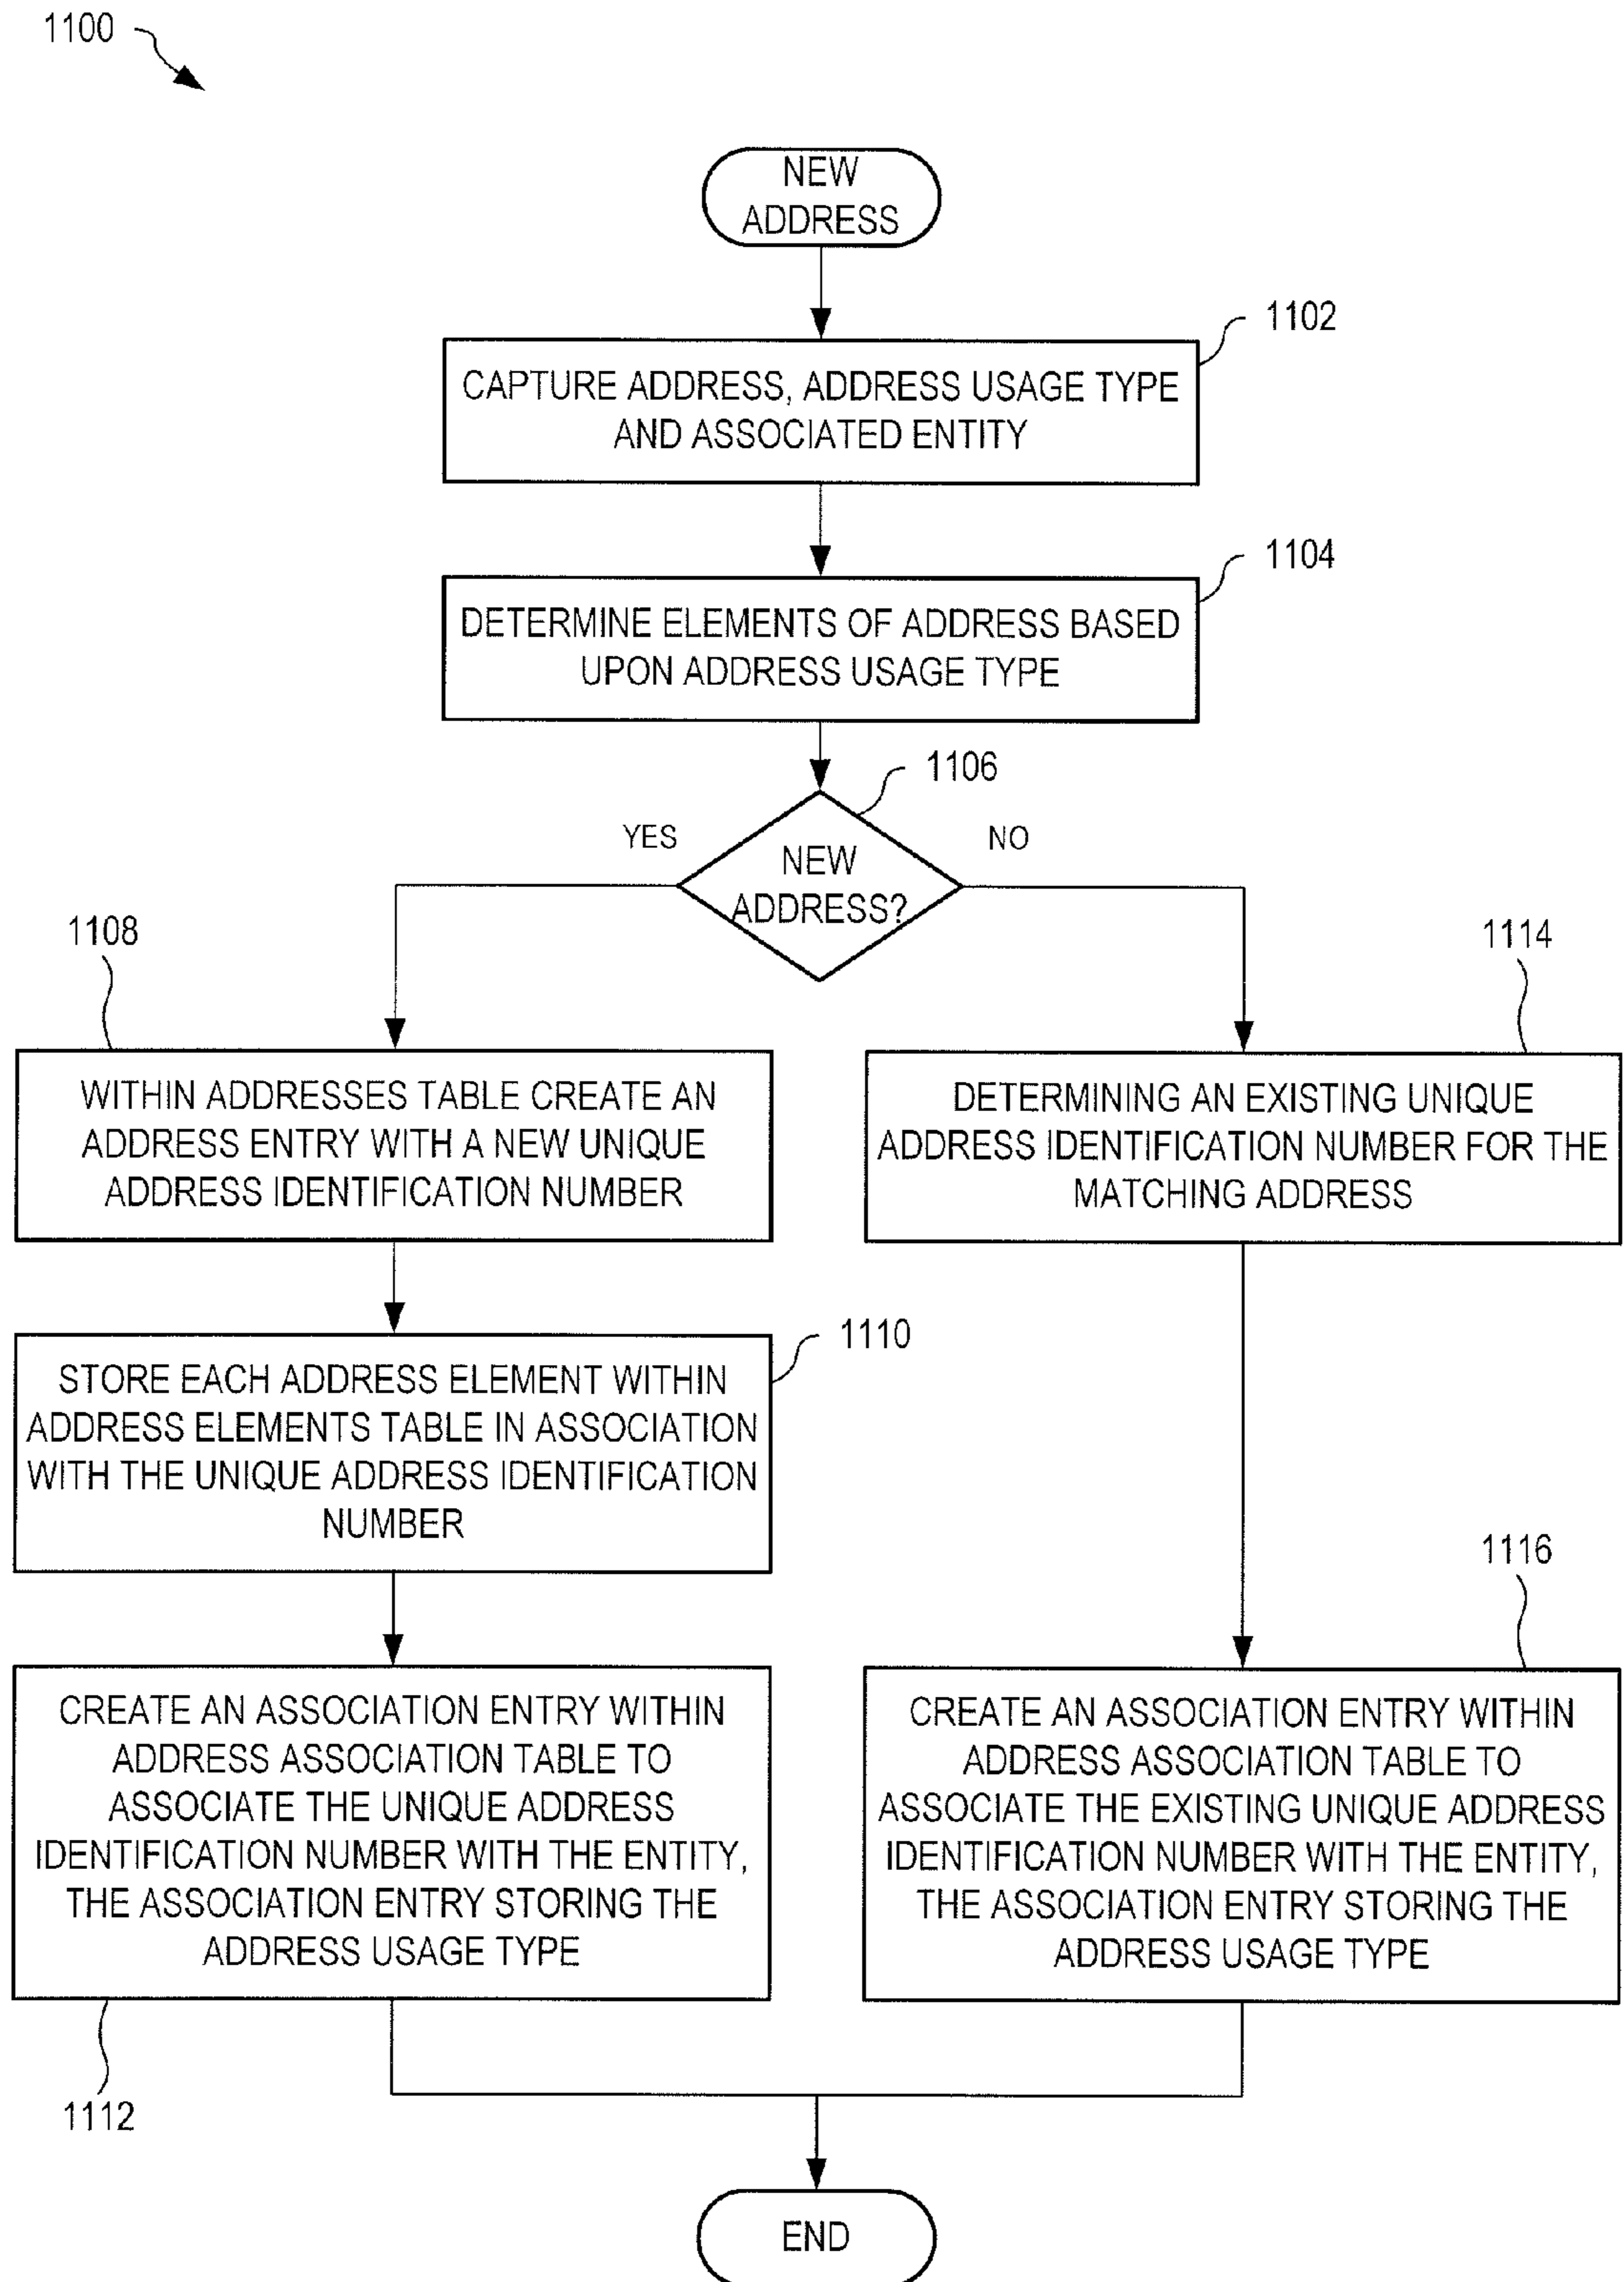 1100
NEW
ADDRESS
1102
CAPTURE ADDRESS, ADDRESS USAGE TYPE
AND ASSOCIATED ENTITY
1104
DETERMINE ELEMENTS OF ADDRESS BASED
UPON ADDRESS USAGE TYPE
1106
YES
NO
NEW
ADDRESS?
1108
WITHIN ADDRESSES TABLE CREATE AN
ADDRESS ENTRY WITH A NEW UNIQUE
ADDRESS IDENTIFICATION NUMBER
1114
DETERMINING AN EXISTING UNIQUE
ADDRESS IDENTIFICATION NUMBER FOR THE
MATCHING ADDRESS
1110
STORE EACH ADDRESS ELEMENT WITHIN
ADDRESS ELEMENTS TABLE IN ASSOCIATION
WITH THE UNIQUE ADDRESS IDENTIFICATION
NUMBER
CREATE AN ASSOCIATION ENTRY WITHIN
ADDRESS ASSOCIATION TABLE TO
ASSOCIATE THE UNIQUE ADDRESS
IDENTIFICATION NUMBER WITH THE ENTITY,
THE ASSOCIATION ENTRY STORING THE
ADDRESS USAGE TYPE
1112
1116
CREATE AN ASSOCIATION ENTRY WITHIN
ADDRESS ASSOCIATION TABLE TO
ASSOCIATE THE EXISTING UNIQUE ADDRESS
IDENTIFICATION NUMBER WITH THE ENTITY,
THE ASSOCIATION ENTRY STORING THE
ADDRESS USAGE TYPE
END